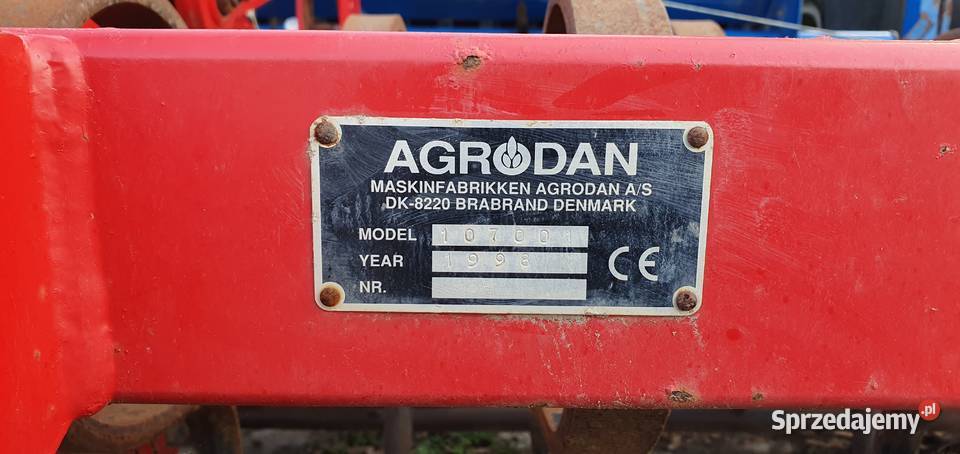 AGRODAN
MASKINFABRIKKEN AGRODAN A/S
DK-8220 BRABRAND DENMARK
MODEL 107001
YEAR 1998
NR.
CE
Sprzedajemy.pl